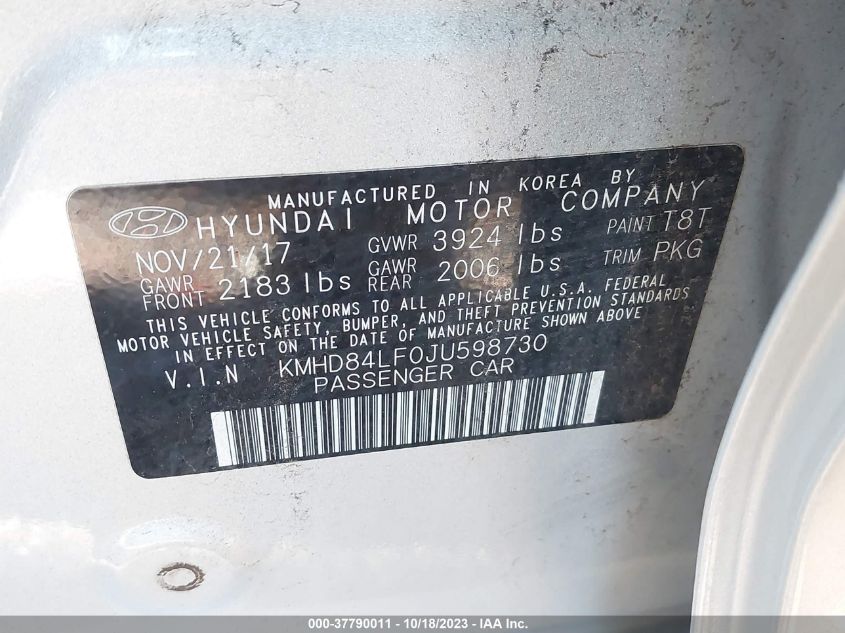 MANUFACTURED IN KOREA BY
HYUNDAI MOTOR COMPANY
NOV/21/17 GVWR 3924 lbs PAINT T8T
GAWR FRONT 2183 lbs GAWR REAR 2006 lbs TRIM PKG
THIS VEHICLE CONFORMS TO ALL APPLICABLE U.S.A. FEDERAL
MOTOR VEHICLE SAFETY, BUMPER, AND THEFT PREVENTION STANDARDS
IN EFFECT ON THE DATE OF MANUFACTURE SHOWN ABOVE
V.I.N KMHD84LF0JU598730
PASSENGER CAR
000-37790011 - 10/18/2023 - IAA Inc.